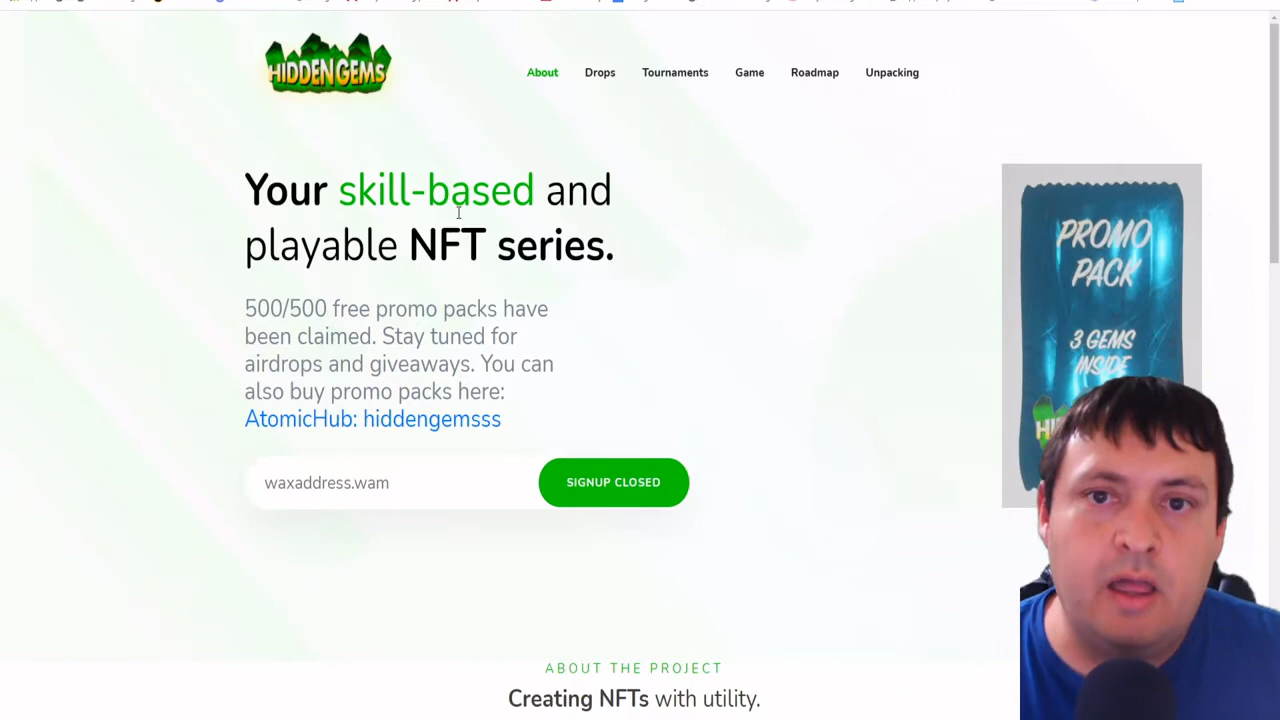 HIDDEN GEMS
About
Drops
Tournaments
Game
Roadmap
Unpacking
Your skill-based and
playable NFT series.
500/500 free promo packs have
been claimed. Stay tuned for
airdrops and giveaways. You can
also buy promo packs here:
AtomicHub: hiddengemsss
waxaddress.wam
SIGNUP CLOSED
PROMO
PACK
3 GEMS
INSIDE
ABOUT THE PROJECT
Creating NFTs with utility.